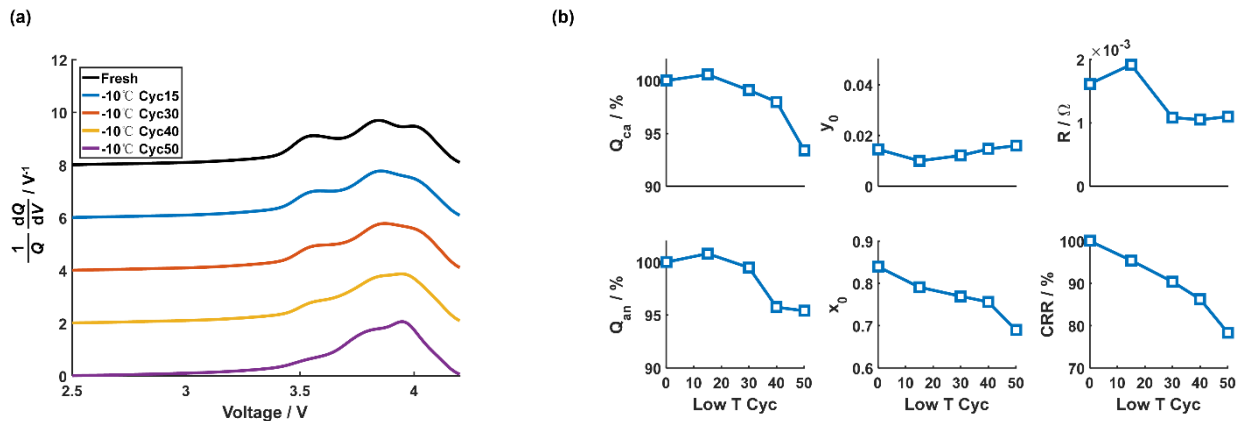 (a)
12
10
8
6
4
2
0
2.5
3
3.5
4
Voltage / V
1
Q
dQ
dV
/ V-1
Fresh
-10℃ Cyc15
-10℃ Cyc30
-10℃ Cyc40
-10℃ Cyc50
(b)
100
95
90
Qca / %
0.04
0.02
0
y0
×10-3
2
1
0
R / Ω
100
95
90
Qan / %
0 10 20 30 40 50
Low T Cyc
0.9
0.8
0.7
0.6
x0
0 10 20 30 40 50
Low T Cyc
100
90
80
70
CRR / %
0 10 20 30 40 50
Low T Cyc